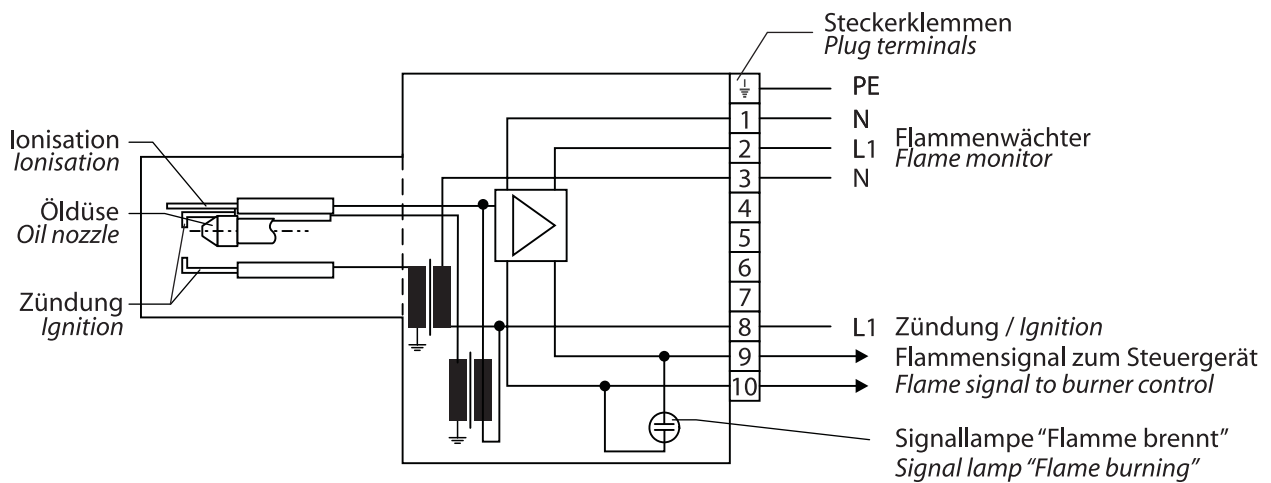 Steckerklemmen
Plug terminals
PE
1 N
2 L1 Flammenwächter
Flame monitor
3 N
4
5
6
7
8 L1 Zündung / Ignition
9 Flammensignal zum Steuergerät
10 Flame signal to burner control
Signallampe “Flamme brennt”
Signal lamp “Flame burning”
Ionisation
Ionisation
Öldüse
Oil nozzle
Zündung
Ignition